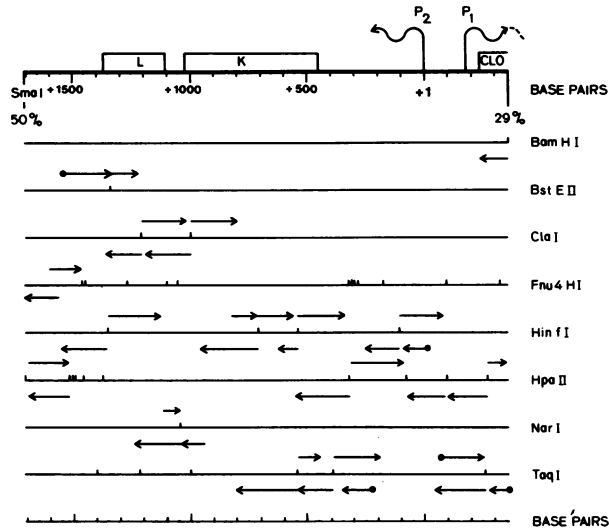 P2 P1
L K CLO
SmaI +1500 +1000 +500 +1 BASE PAIRS
50% 29%
Bam H I
Bst E II
Cla I
Fnu 4 H I
Hin f I
Hpa II
Nar I
Taq I
BASE PAIRS